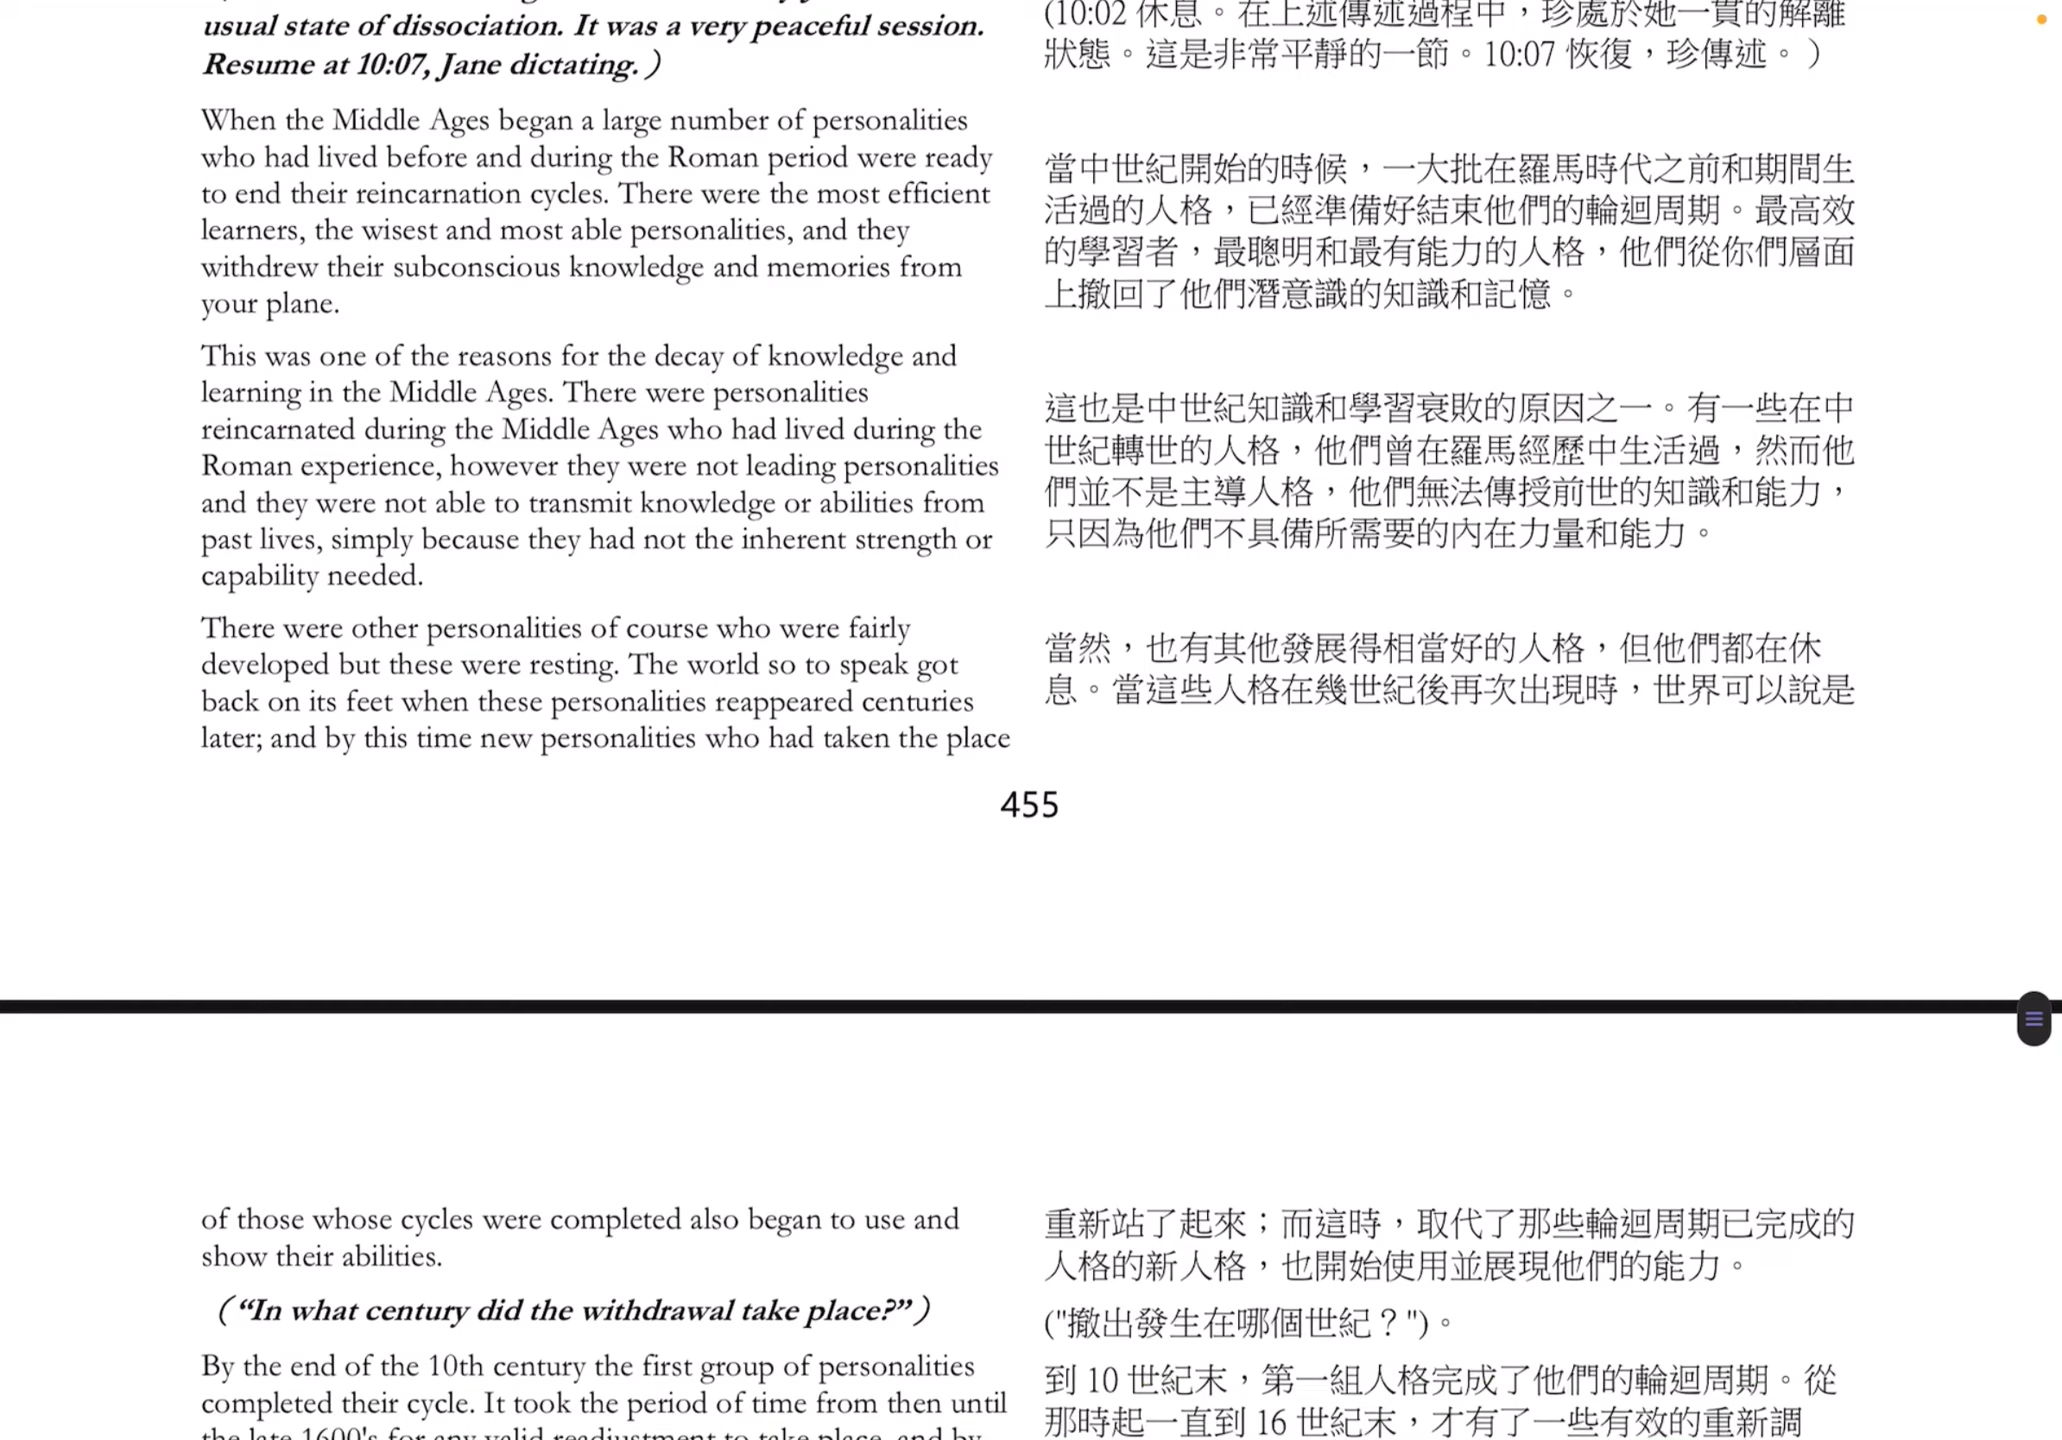 usual state of dissociation. It was a very peaceful session.
Resume at 10:07, Jane dictating.）
When the Middle Ages began a large number of personalities
who had lived before and during the Roman period were ready
to end their reincarnation cycles. There were the most efficient
learners, the wisest and most able personalities, and they
withdrew their subconscious knowledge and memories from
your plane.
This was one of the reasons for the decay of knowledge and
learning in the Middle Ages. There were personalities
reincarnated during the Middle Ages who had lived during the
Roman experience, however they were not leading personalities
and they were not able to transmit knowledge or abilities from
past lives, simply because they had not the inherent strength or
capability needed.
There were other personalities of course who were fairly
developed but these were resting. The world so to speak got
back on its feet when these personalities reappeared centuries
later; and by this time new personalities who had taken the place
(10:02 休息。在上述傳述過程中，珍處於她一貫的解離
狀態。這是非常平靜的一節。10:07 恢復，珍傳述。）
當中世紀開始的時候，一大批在羅馬時代之前和期間生
活過的人格，已經準備好結束他們的輪迴周期。最高效
的學習者，最聰明和最有能力的人格，他們從你們層面
上撤回了他們潛意識的知識和記憶。
這也是中世紀知識和學習衰敗的原因之一。有一些在中
世紀轉世的人格，他們曾在羅馬經歷中生活過，然而他
們並不是主導人格，他們無法傳授前世的知識和能力，
只因為他們不具備所需要的內在力量和能力。
當然，也有其他發展得相當好的人格，但他們都在休
息。當這些人格在幾世紀後再次出現時，世界可以說是
455
of those whose cycles were completed also began to use and
show their abilities.
（“In what century did the withdrawal take place?”）
By the end of the 10th century the first group of personalities
completed their cycle. It took the period of time from then until
the late 1600's for any valid readjustment to take place, and by
重新站了起來；而這時，取代了那些輪迴周期已完成的
人格的新人格，也開始使用並展現他們的能力。
("撤出發生在哪個世紀？")。
到 10 世紀末，第一組人格完成了他們的輪迴周期。從
那時起一直到 16 世紀末，才有了一些有效的重新調